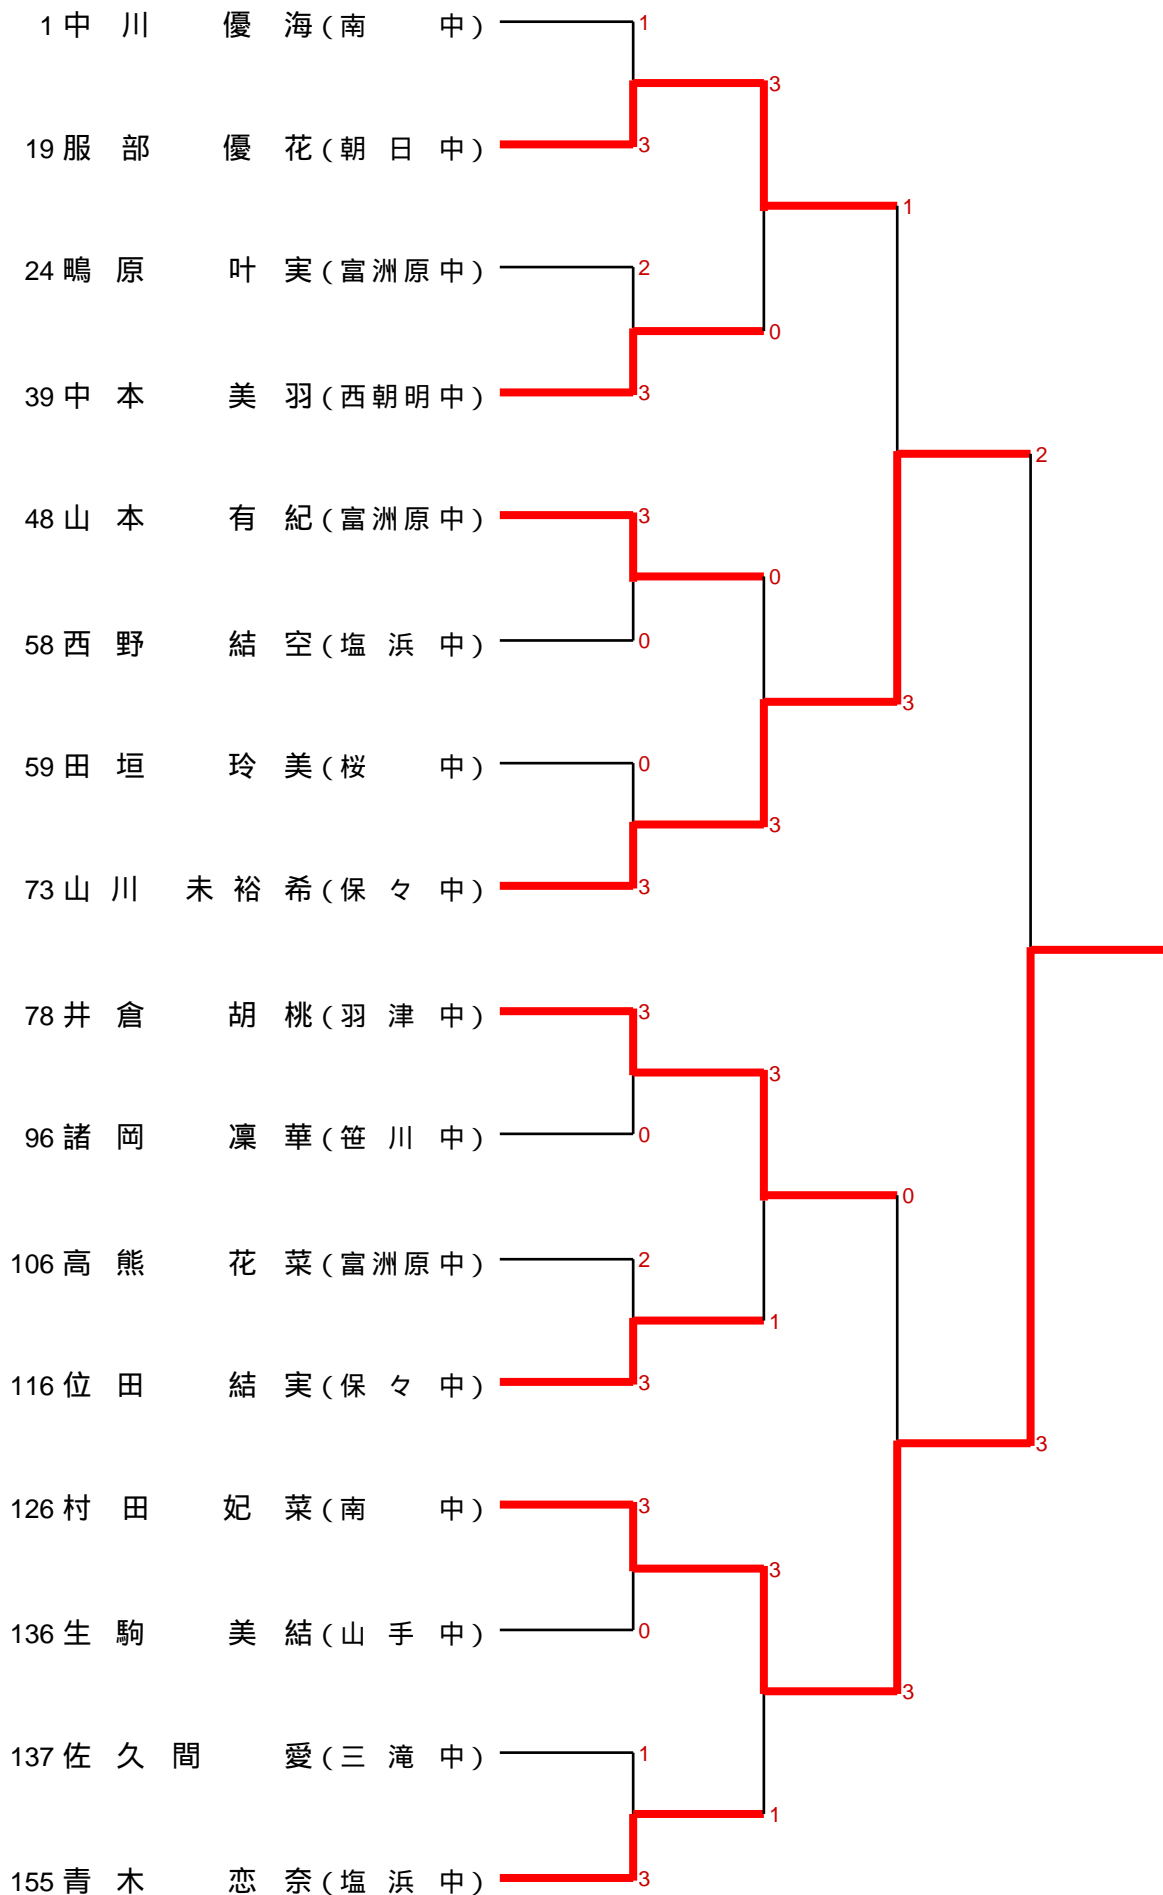 1 中川 優海 (南中) 1
3
19 服部 優花 (朝日中) 3
1
24 鴫原 叶実 (富洲原中) 2
0
39 中本 美羽 (西朝明中) 3
2
48 山本 有紀 (富洲原中) 3
0
58 西野 結空 (塩浜中) 0
3
59 田垣 玲美 (桜中) 0
3
73 山川 未裕希 (保々中) 3
78 井倉 胡桃 (羽津中) 3
3
96 諸岡 凜華 (笹川中) 0
0
106 高熊 花菜 (富洲原中) 2
1
116 位田 結実 (保々中) 3
3
126 村田 妃菜 (南中) 3
3
136 生駒 美結 (山手中) 0
3
137 佐久間 愛 (三滝中) 1
1
155 青木 恋奈 (塩浜中) 3